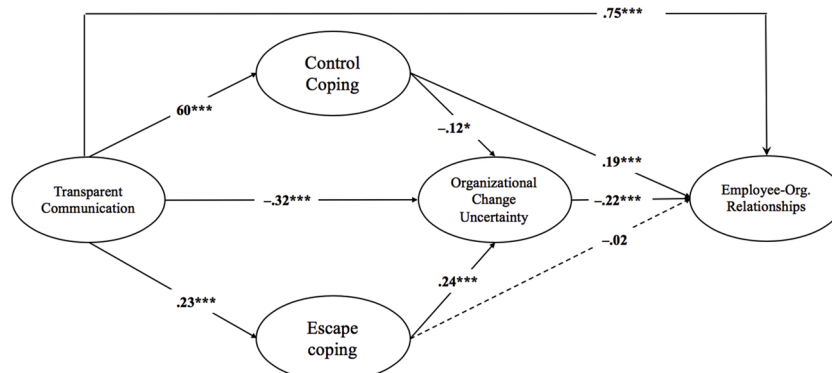 .75***
Control
Coping
60***
–.12*
.19***
Transparent
Communication
–.32***
Organizational
Change
Uncertainty
–.22***
Employee-Org.
Relationships
–.02
.24***
.23***
Escape
coping